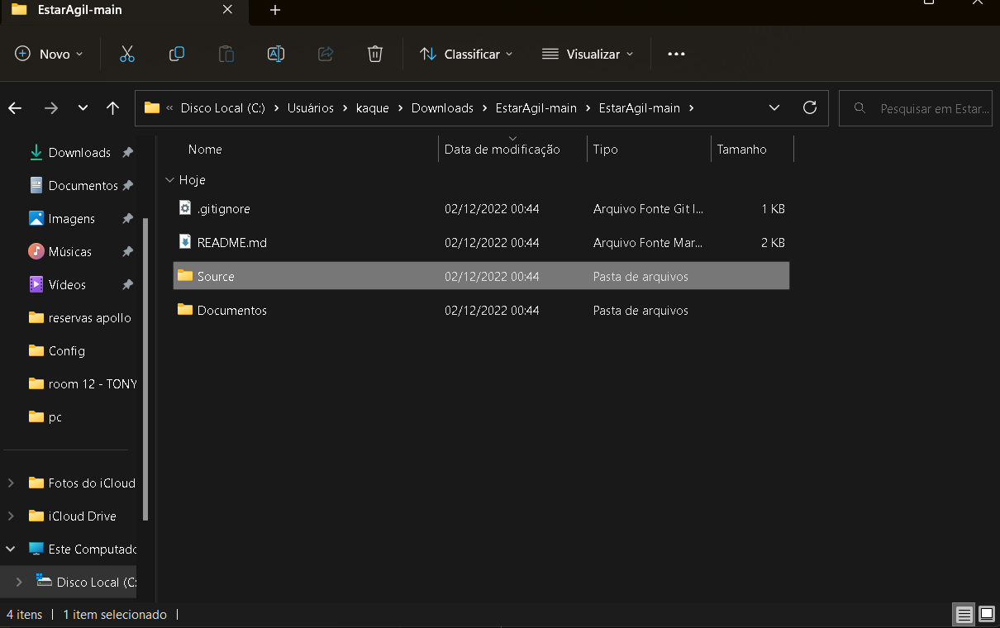 EstarAgil-main
Novo
Classificar
Visualizar
« Disco Local (C:) > Usuários > kaque > Downloads > EstarAgil-main > EstarAgil-main >
Pesquisar em Estar...
Downloads
Documentos
Imagens
Músicas
Vídeos
reservas apollo
Config
room 12 - TONY
pc
Fotos do iCloud
iCloud Drive
Este Computado
Disco Local (C:
Nome Data de modificação Tipo Tamanho
Hoje
.gitignore 02/12/2022 00:44 Arquivo Fonte Git I... 1 KB
README.md 02/12/2022 00:44 Arquivo Fonte Mar... 2 KB
Source 02/12/2022 00:44 Pasta de arquivos
Documentos 02/12/2022 00:44 Pasta de arquivos
4 itens | 1 item selecionado |